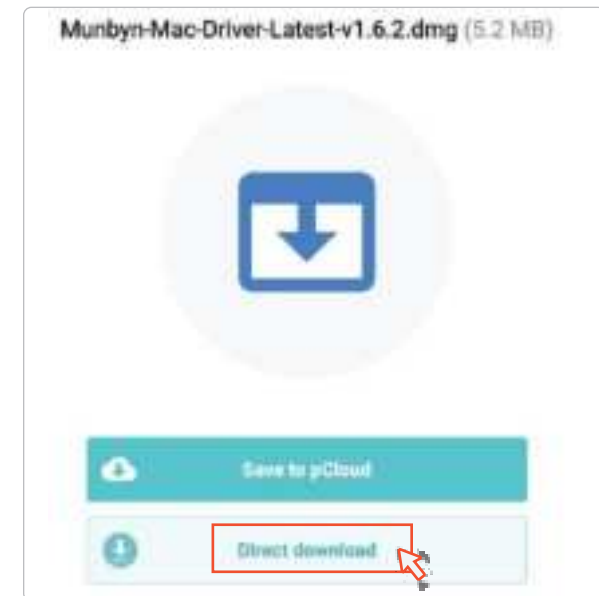 Munbyn-Mac-Driver-Latest-v1.6.2.dmg (5.2 MB)
Save to pCloud
Direct download